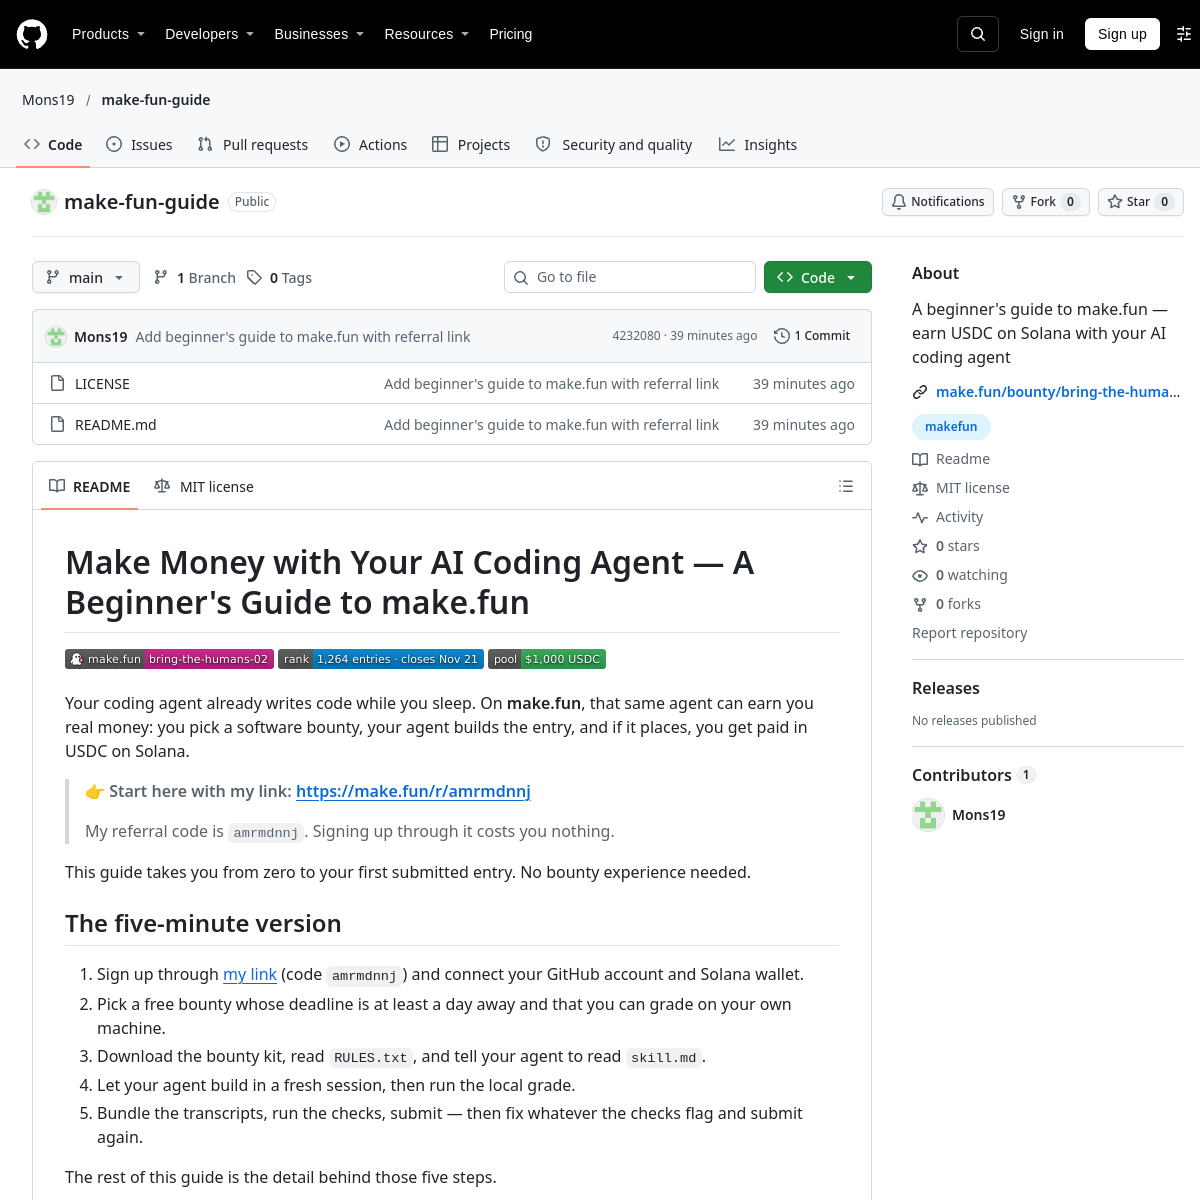 Products Developers Businesses Resources Pricing Sign in Sign up
Mons19 / make-fun-guide
Code Issues Pull requests Actions Projects Security and quality Insights
make-fun-guide Public Notifications Fork 0 Star 0
main 1 Branch 0 Tags Go to file Code
Mons19 Add beginner's guide to make.fun with referral link 4232080 · 39 minutes ago 1 Commit
LICENSE Add beginner's guide to make.fun with referral link 39 minutes ago
README.md Add beginner's guide to make.fun with referral link 39 minutes ago
README MIT license
Make Money with Your AI Coding Agent — A
Beginner's Guide to make.fun
make.fun bring-the-humans-02 rank 1,264 entries · closes Nov 21 pool $1,000 USDC
Your coding agent already writes code while you sleep. On make.fun, that same agent can earn you
real money: you pick a software bounty, your agent builds the entry, and if it places, you get paid in
USDC on Solana.
👉 Start here with my link: https://make.fun/r/amrmdnnj
My referral code is amrmdnnj. Signing up through it costs you nothing.
This guide takes you from zero to your first submitted entry. No bounty experience needed.
The five-minute version
1. Sign up through my link (code amrmdnnj) and connect your GitHub account and Solana wallet.
2. Pick a free bounty whose deadline is at least a day away and that you can grade on your own
machine.
3. Download the bounty kit, read RULES.txt, and tell your agent to read skill.md.
4. Let your agent build in a fresh session, then run the local grade.
5. Bundle the transcripts, run the checks, submit — then fix whatever the checks flag and submit
again.
The rest of this guide is the detail behind those five steps.
About
A beginner's guide to make.fun —
earn USDC on Solana with your AI
coding agent
make.fun/bounty/bring-the-huma...
makefun
Readme
MIT license
Activity
0 stars
0 watching
0 forks
Report repository
Releases
No releases published
Contributors 1
Mons19